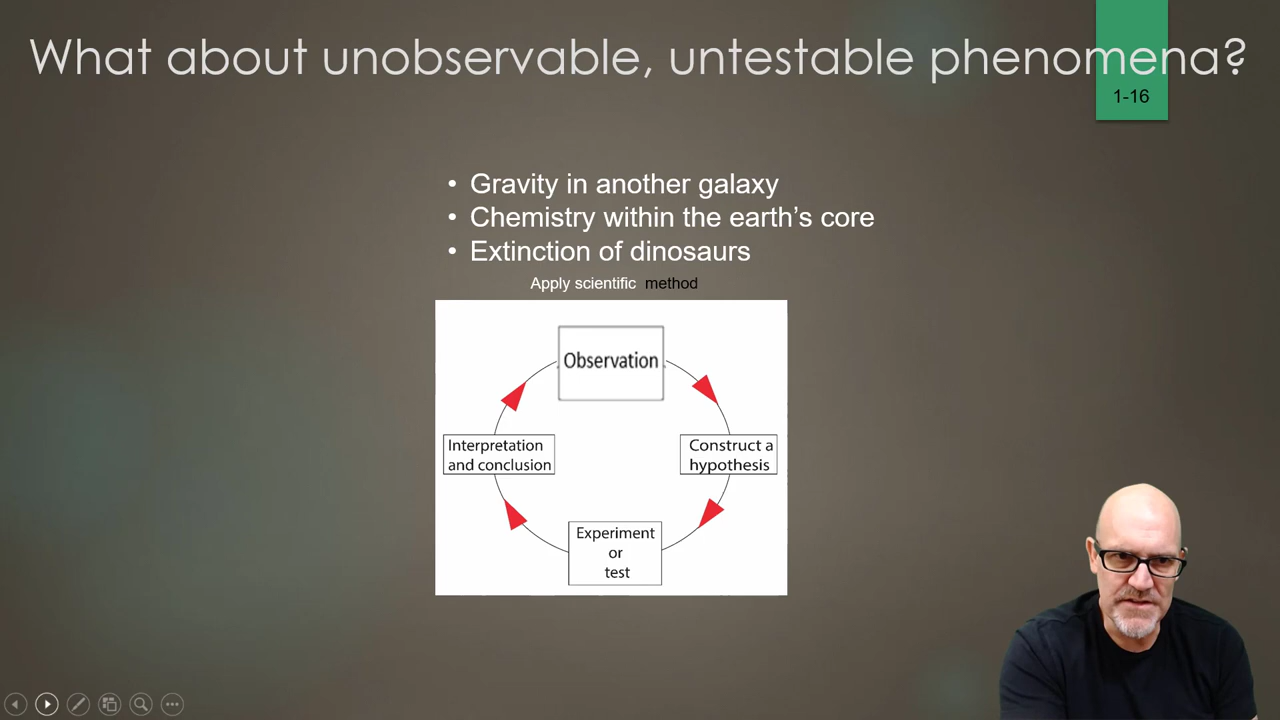 What about unobservable, untestable phenomena?
1-16
• Gravity in another galaxy
• Chemistry within the earth's core
• Extinction of dinosaurs
Apply scientific method
Observation
Interpretation
and conclusion
Construct a
hypothesis
Experiment
or
test